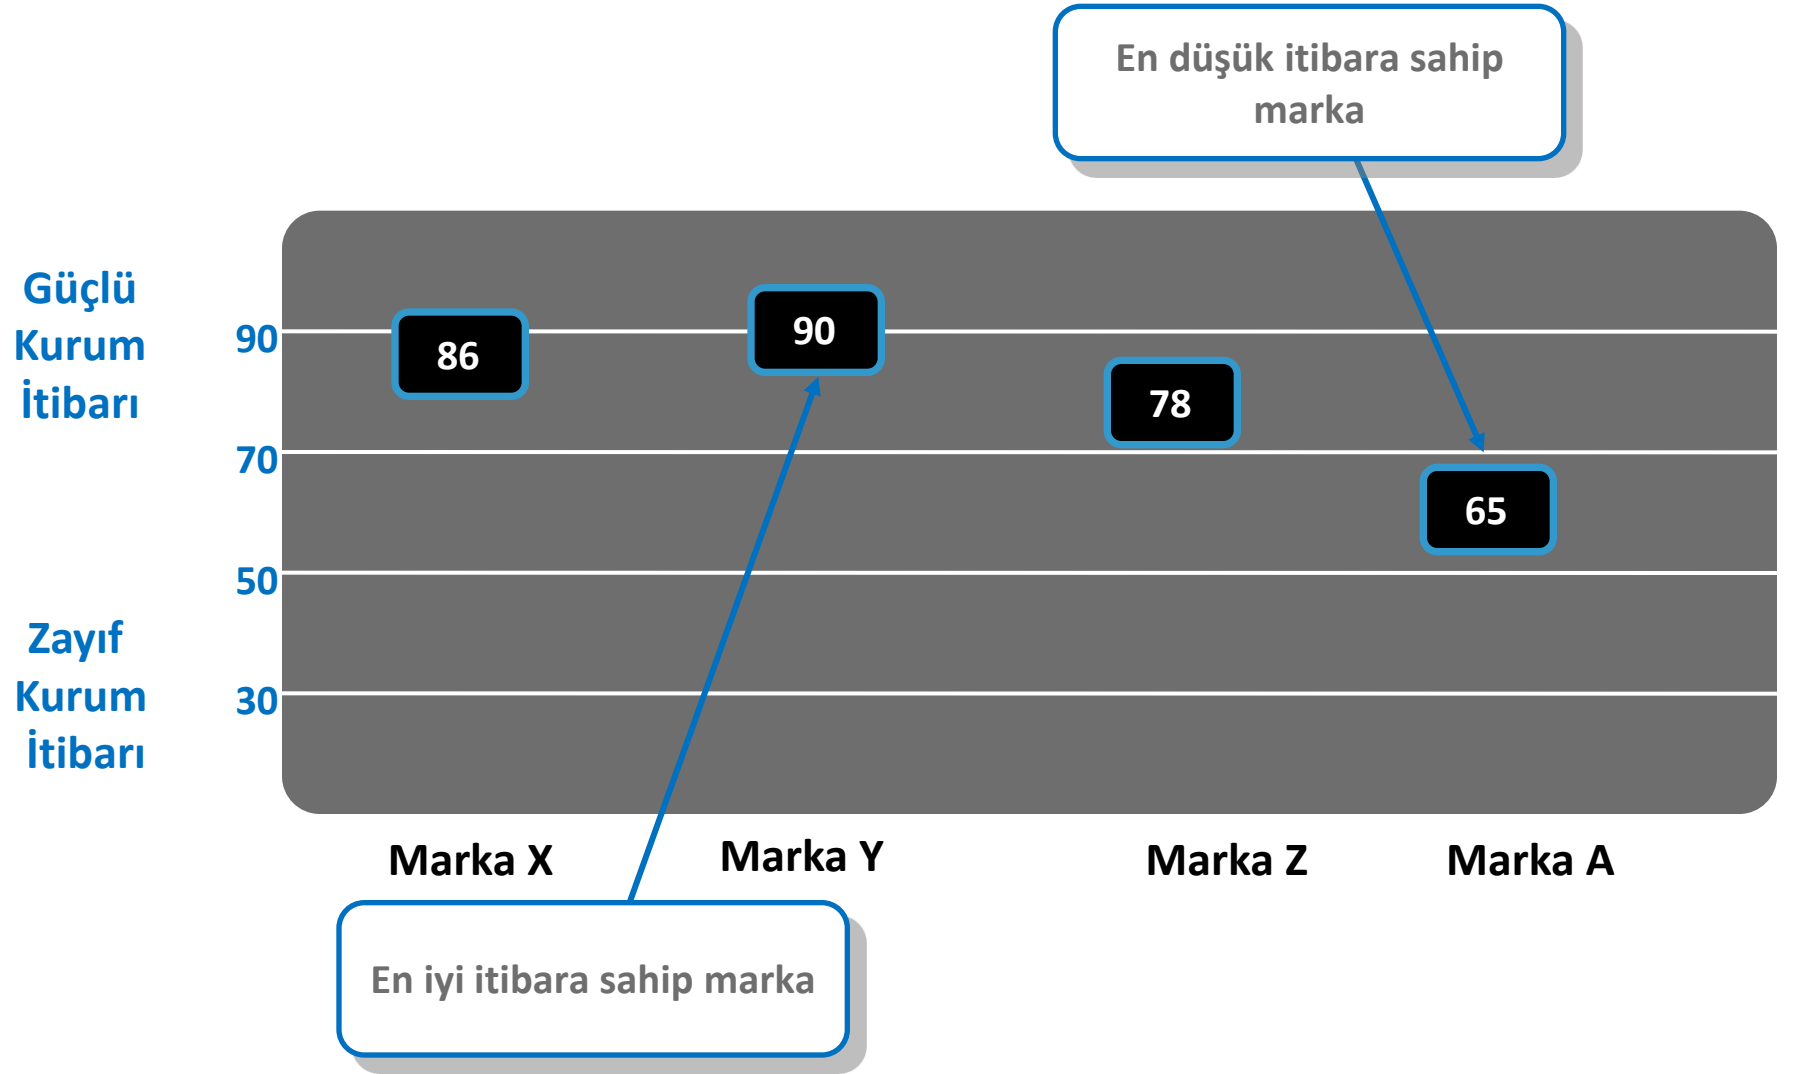 En düşük itibara sahip
marka
Güçlü
Kurum
İtibarı
90
86
90
78
70
65
50
Zayıf
Kurum
İtibarı
30
Marka X
Marka Y
Marka Z
Marka A
En iyi itibara sahip marka